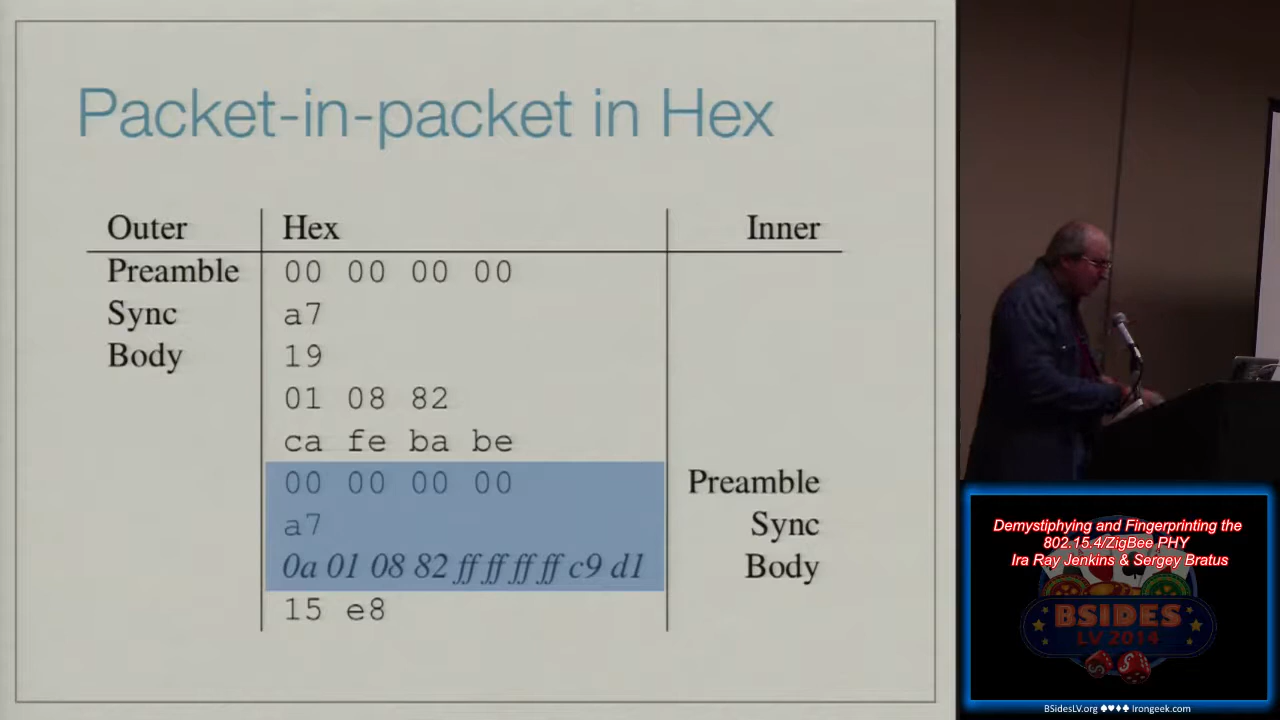 Packet-in-packet in Hex
Outer Hex Inner
Preamble 00 00 00 00
Sync a7
Body 19
01 08 82
ca fe ba be
00 00 00 00 Preamble
a7 Sync
0a 01 08 82 ff ff ff ff c9 d1 Body
15 e8
Demystiphying and Fingerprinting the
802.15.4/ZigBee PHY
Ira Ray Jenkins & Sergey Bratus
BSIDES
LV 2014
BSidesLV.org ♠♥♦♣ Irongeek.com